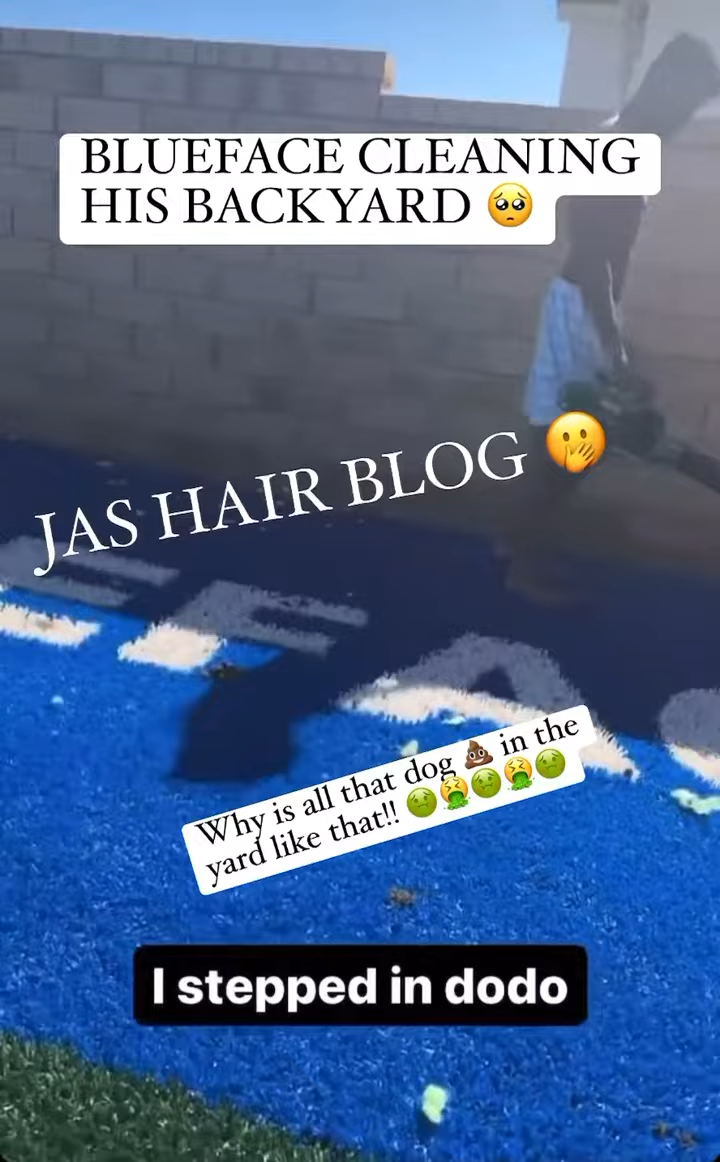 BLUEFACE CLEANING
HIS BACKYARD 🥺
JAS HAIR BLOG 🤭
Why is all that dog 💩 in the
yard like that!! 🤢🤮🤢🤮🤢
I stepped in dodo